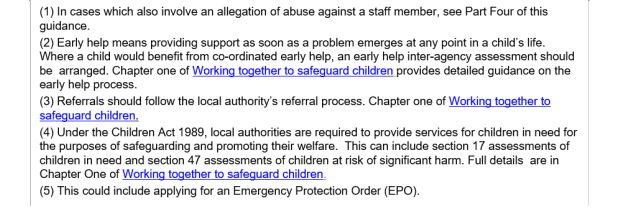 (1) In cases which also involve an allegation of abuse against a staff member, see Part Four of this
guidance.
(2) Early help means providing support as soon as a problem emerges at any point in a child's life.
Where a child would benefit from co-ordinated early help, an early help inter-agency assessment should
be arranged. Chapter one of Working together to safeguard children provides detailed guidance on the
early help process.
(3) Referrals should follow the local authority's referral process. Chapter one of Working together to
safeguard children.
(4) Under the Children Act 1989, local authorities are required to provide services for children in need for
the purposes of safeguarding and promoting their welfare. This can include section 17 assessments of
children in need and section 47 assessments of children at risk of significant harm. Full details are in
Chapter One of Working together to safeguard children.
(5) This could include applying for an Emergency Protection Order (EPO).